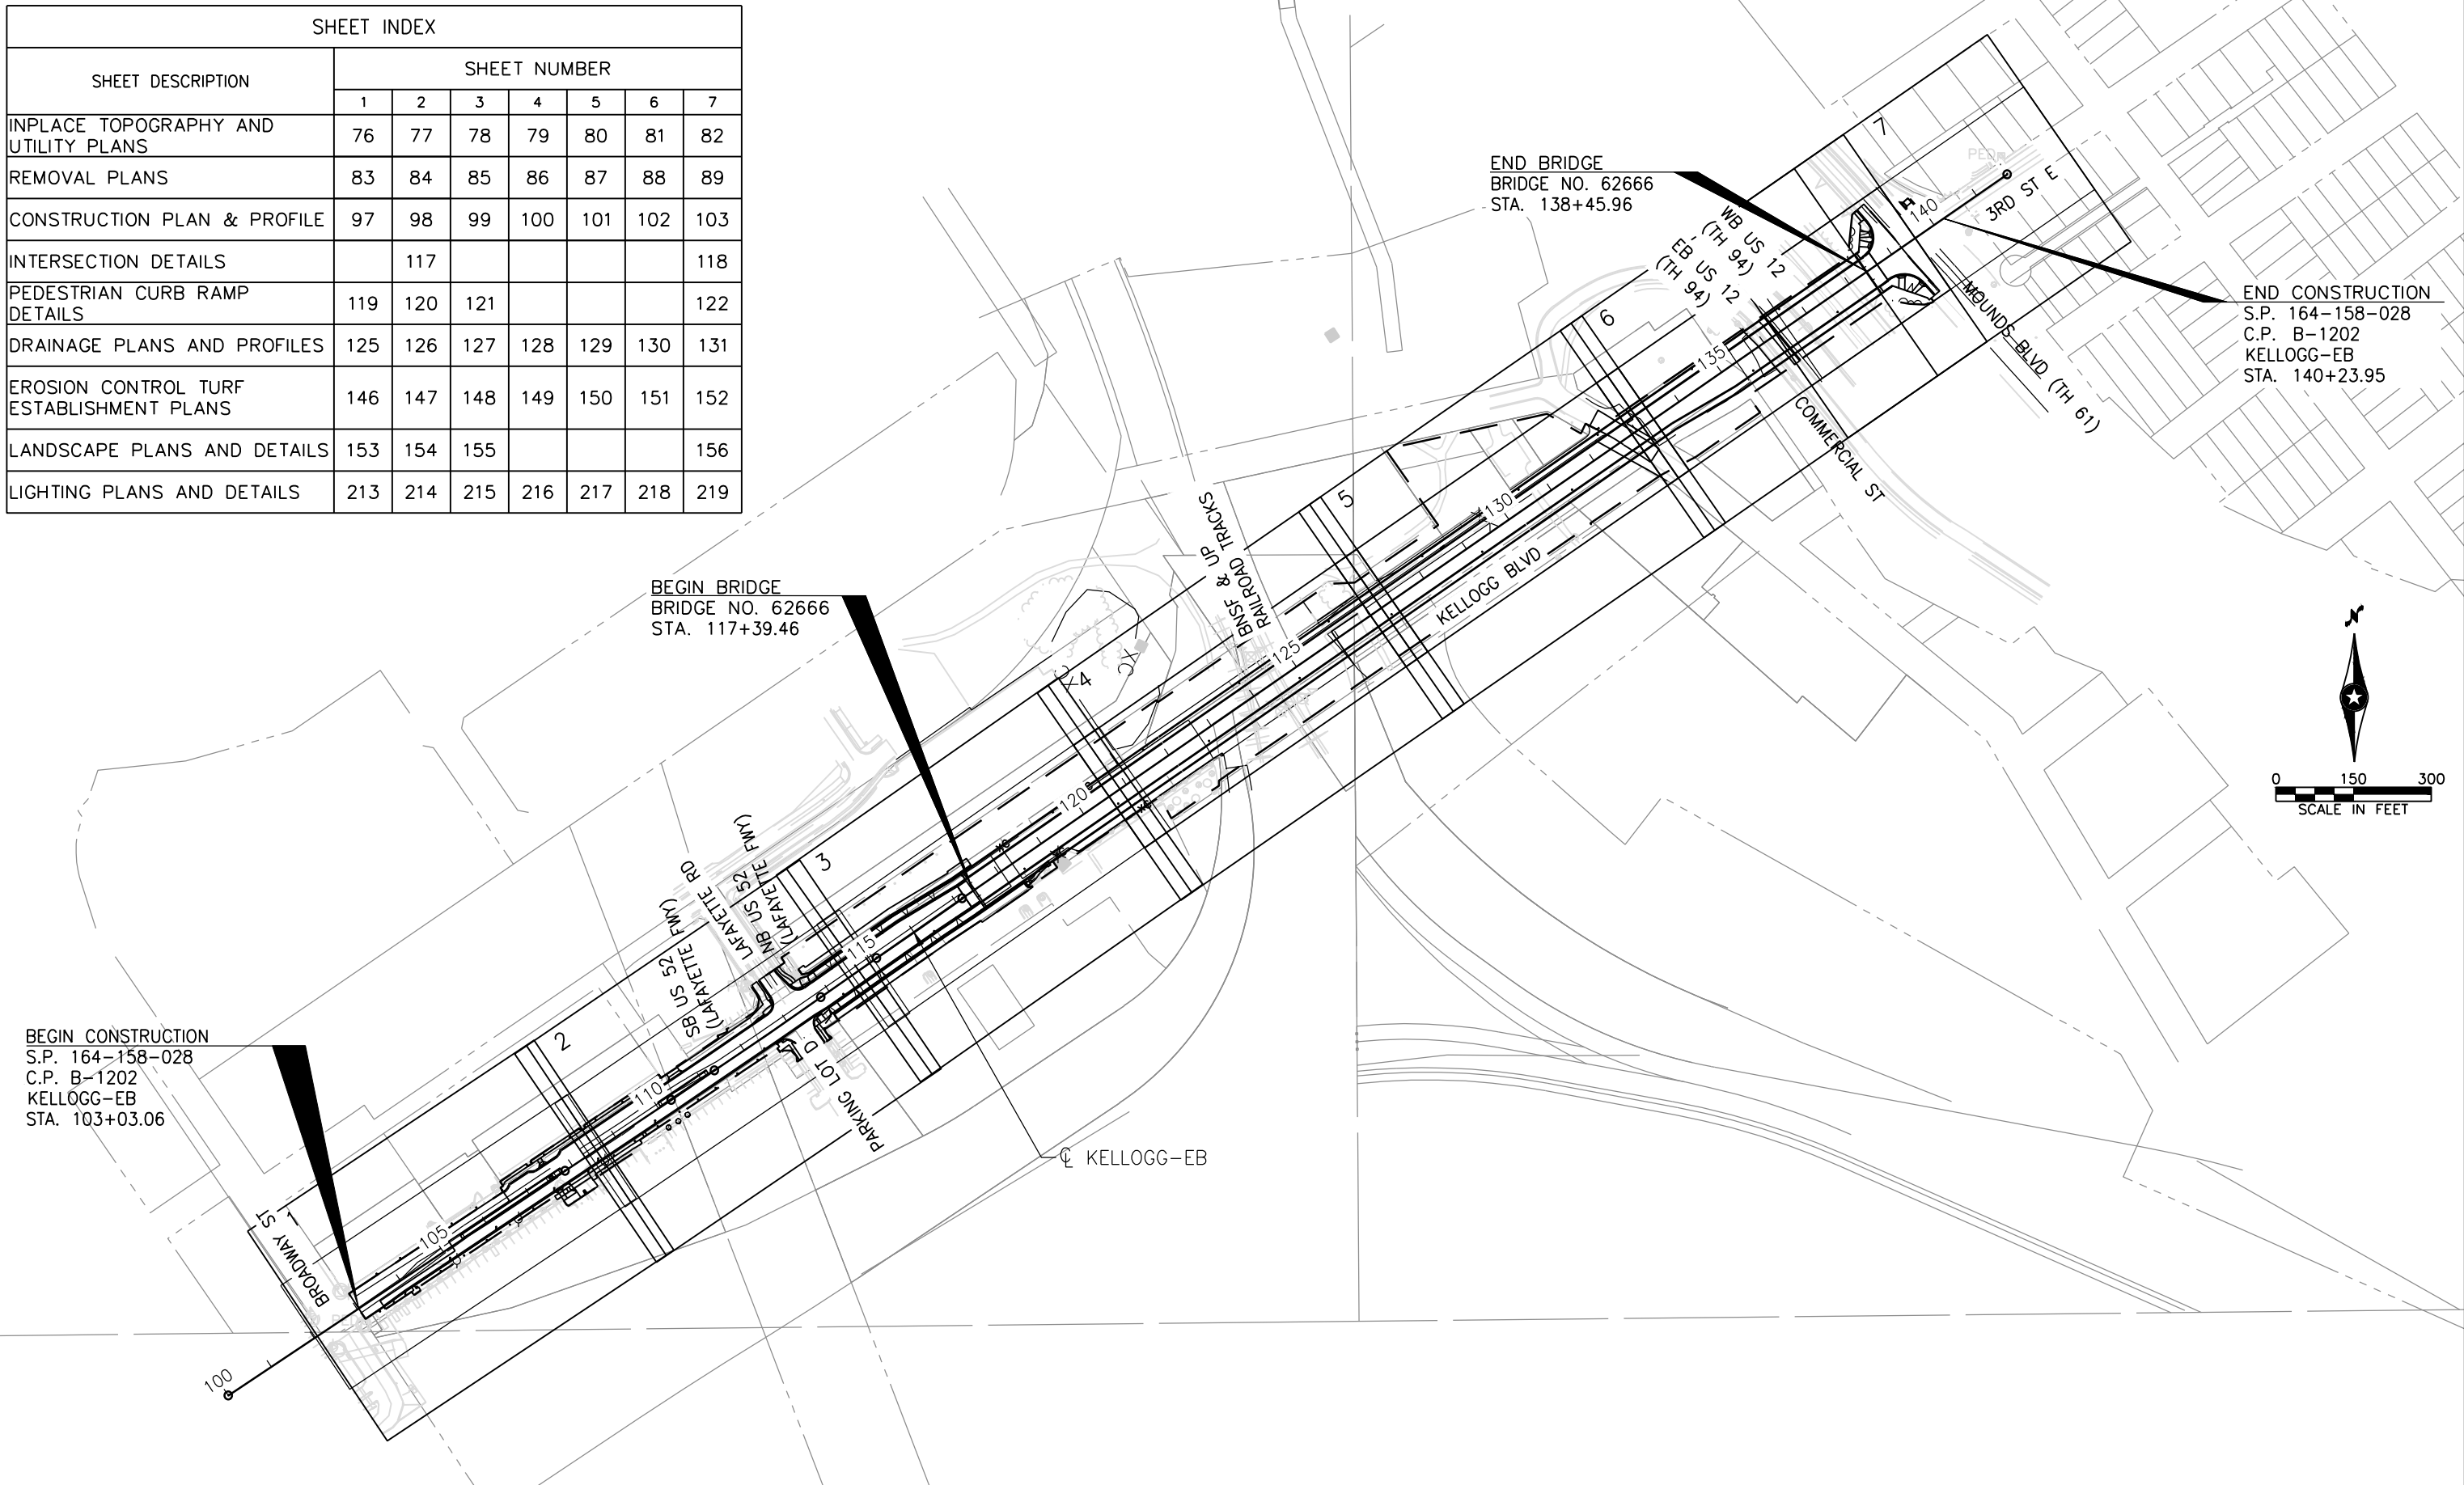 SHEET INDEX
SHEET DESCRIPTION
SHEET NUMBER
1 2 3 4 5 6 7
INPLACE TOPOGRAPHY AND
UTILITY PLANS
76 77 78 79 80 81 82
REMOVAL PLANS 83 84 85 86 87 88 89
CONSTRUCTION PLAN & PROFILE 97 98 99 100 101 102 103
INTERSECTION DETAILS 117 118
PEDESTRIAN CURB RAMP
DETAILS
119 120 121 122
DRAINAGE PLANS AND PROFILES 125 126 127 128 129 130 131
EROSION CONTROL TURF
ESTABLISHMENT PLANS
146 147 148 149 150 151 152
LANDSCAPE PLANS AND DETAILS 153 154 155 156
LIGHTING PLANS AND DETAILS 213 214 215 216 217 218 219
END BRIDGE
BRIDGE NO. 62666
STA. 138+45.96
WB US 12
(TH 94)
EB US 12
(TH 94)
7
PED
140
3RD ST E
MOUNDS BLVD (TH 61)
END CONSTRUCTION
S.P. 164-158-028
C.P. B-1202
KELLOGG-EB
STA. 140+23.95
6
135
COMMERCIAL ST
5
130
KELLOGG BLVD
BNSF & UP
RAILROAD TRACKS
125
BEGIN BRIDGE
BRIDGE NO. 62666
STA. 117+39.46
XC
4
120
N
0 150 300
SCALE IN FEET
3
LAFAYETTE RD
NB US 52
(LAFAYETTE FWY)
SB US 52
(LAFAYETTE FWY)
115
PARKING LOT D
2
110
℄ KELLOGG-EB
BEGIN CONSTRUCTION
S.P. 164-158-028
C.P. B-1202
KELLOGG-EB
STA. 103+03.06
1
BROADWAY ST
105
100